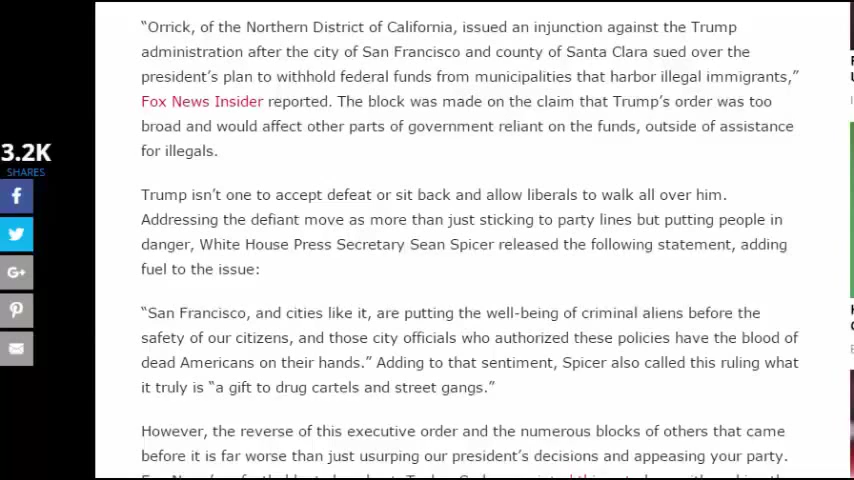 “Orrick, of the Northern District of California, issued an injunction against the Trump
administration after the city of San Francisco and county of Santa Clara sued over the
president’s plan to withhold federal funds from municipalities that harbor illegal immigrants,”
Fox News Insider reported. The block was made on the claim that Trump’s order was too
broad and would affect other parts of government reliant on the funds, outside of assistance
for illegals.
3.2K
SHARES
Trump isn’t one to accept defeat or sit back and allow liberals to walk all over him.
Addressing the defiant move as more than just sticking to party lines but putting people in
danger, White House Press Secretary Sean Spicer released the following statement, adding
fuel to the issue:
“San Francisco, and cities like it, are putting the well-being of criminal aliens before the
safety of our citizens, and those city officials who authorized these policies have the blood of
dead Americans on their hands.” Adding to that sentiment, Spicer also called this ruling what
it truly is “a gift to drug cartels and street gangs.”
However, the reverse of this executive order and the numerous blocks of others that came
before it is far worse than just usurping our president’s decisions and appeasing your party.